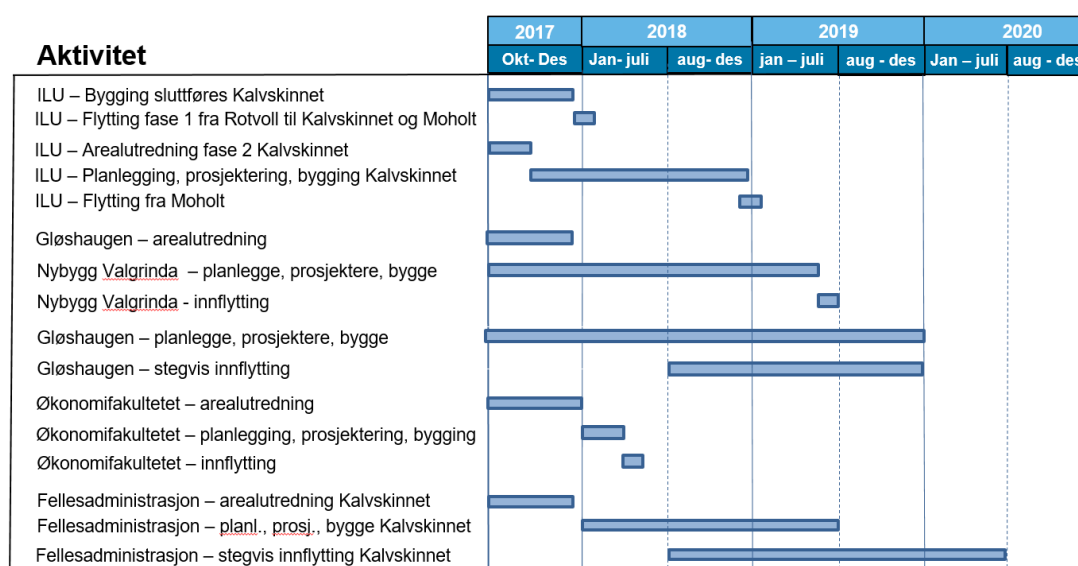 2017 2018 2019 2020
Aktivitet
Okt- Des Jan- juli aug- des jan – juli aug - des Jan – juli aug - des
ILU – Bygging sluttføres Kalvskinnet
ILU – Flytting fase 1 fra Rotvoll til Kalvskinnet og Moholt
ILU – Arealutredning fase 2 Kalvskinnet
ILU – Planlegging, prosjektering, bygging Kalvskinnet
ILU – Flytting fra Moholt
Gløshaugen – arealutredning
Nybygg Valgrinda – planlegge, prosjektere, bygge
Nybygg Valgrinda - innflytting
Gløshaugen – planlegge, prosjektere, bygge
Gløshaugen – stegvis innflytting
Økonomifakultetet – arealutredning
Økonomifakultetet – planlegging, prosjektering, bygging
Økonomifakultetet – innflytting
Fellesadministrasjon – arealutredning Kalvskinnet
Fellesadministrasjon – planl., prosj., bygge Kalvskinnet
Fellesadministrasjon – stegvis innflytting Kalvskinnet